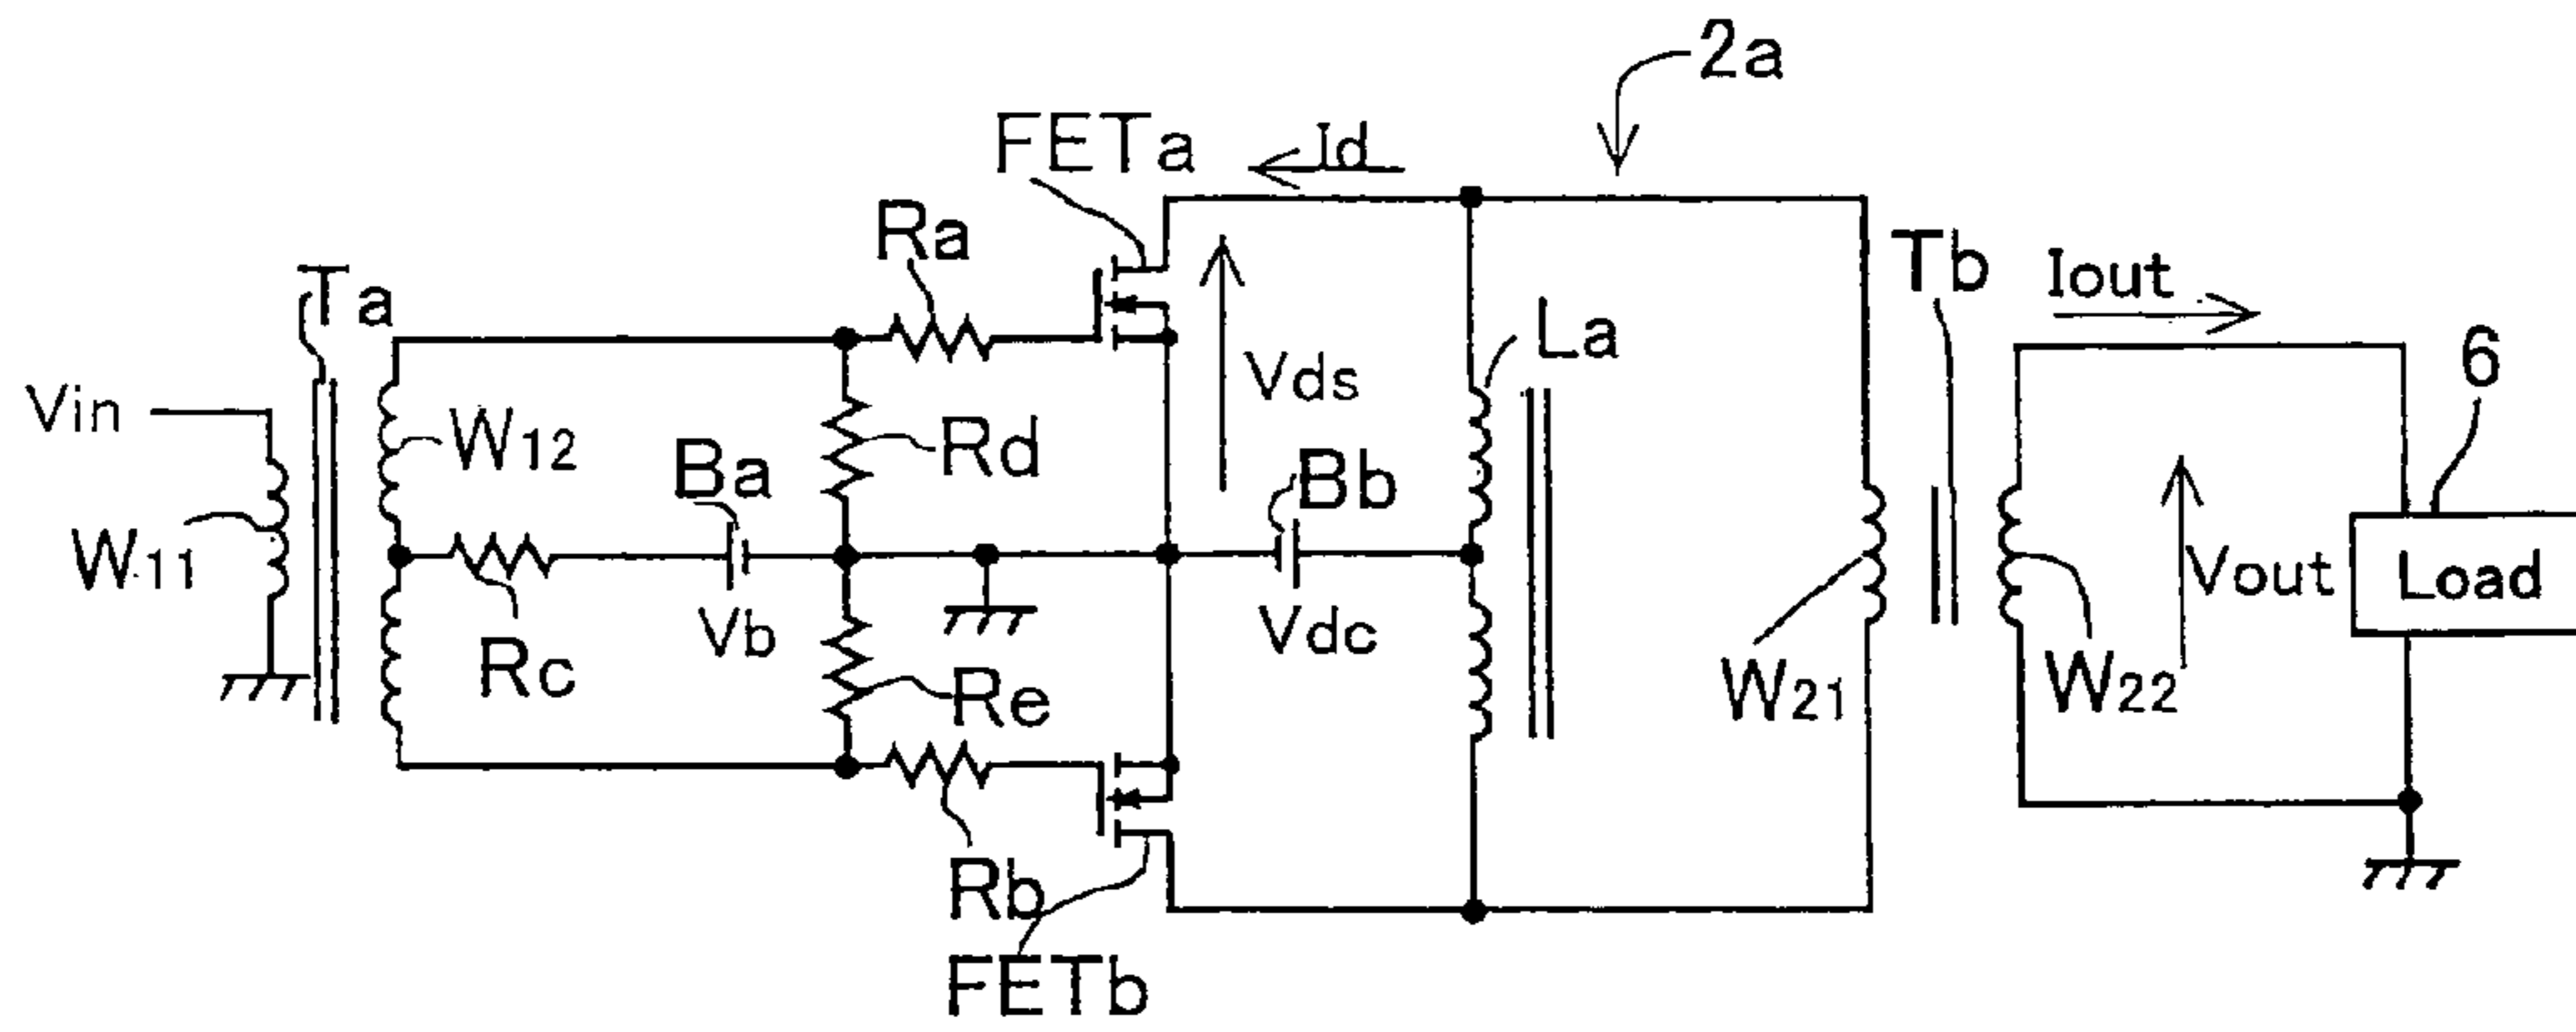 2a
FETa
Id
Ra
Ta
Tb
Iout
Vin
W12
Ba
Rd
Vds
Bb
La
6
W11
Rc
Vb
Re
Vdc
W21
W22
Vout
Load
Rb
FETb